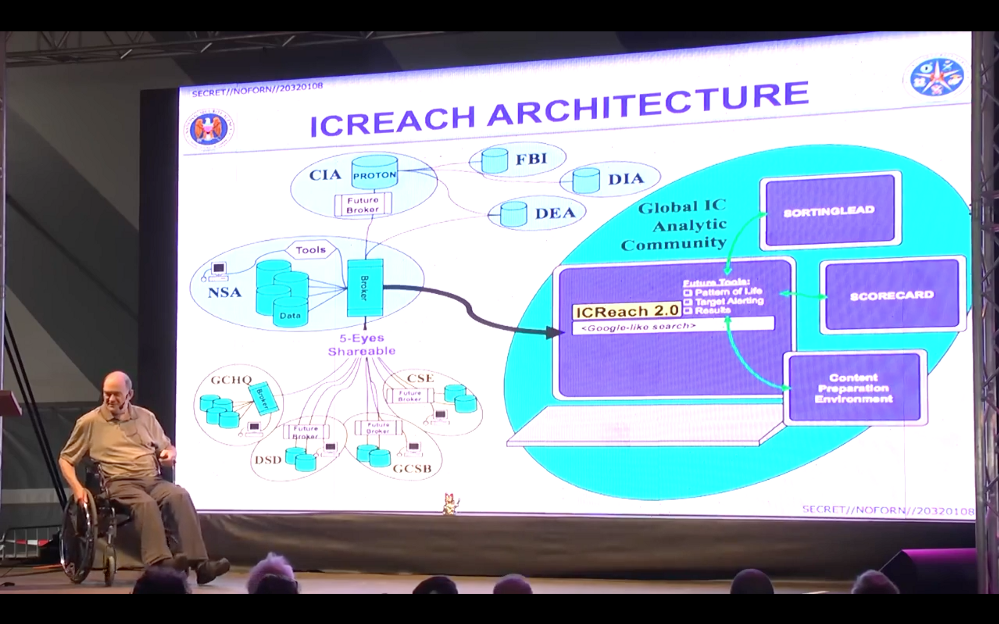 SECRET//NOFORN//20320108
ICREACH ARCHITECTURE
CIA
PROTON
FBI
Future
Broker
DIA
DEA
Global IC
Analytic
Community
SORTINGLEAD
Tools
NSA
Data
Broker
Future Tools:
Pattern of Life
Target Alerting
Results
SCORECARD
ICReach 2.0
<Google-like search>
5-Eyes
Shareable
GCHQ
Broker
CSE
Future
Broker
Content
Preparation
Environment
Future
Broker
Future
Broker
DSD
GCSB
SECRET//NOFORN//20320108